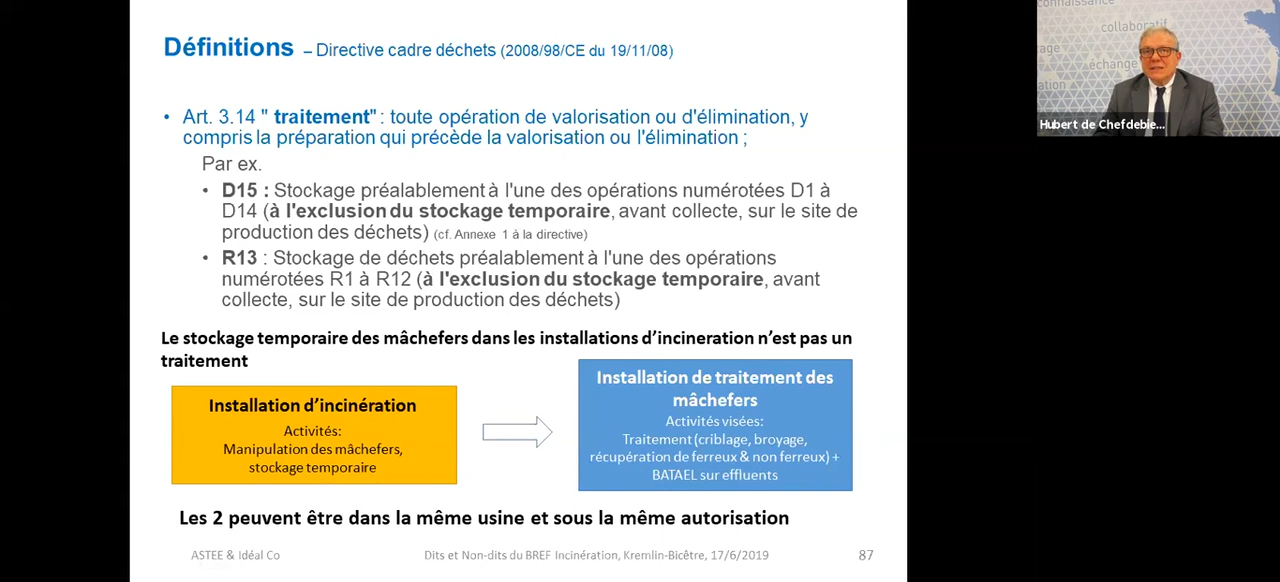 Définitions – Directive cadre déchets (2008/98/CE du 19/11/08)
• Art. 3.14 " traitement" : toute opération de valorisation ou d'élimination, y
compris la préparation qui précède la valorisation ou l'élimination ;
Par ex.
• D15 : Stockage préalablement à l'une des opérations numérotées D1 à
D14 (à l'exclusion du stockage temporaire, avant collecte, sur le site de
production des déchets) (cf. Annexe 1 à la directive)
• R13 : Stockage de déchets préalablement à l'une des opérations
numérotées R1 à R12 (à l'exclusion du stockage temporaire, avant
collecte, sur le site de production des déchets)
Le stockage temporaire des mâchefers dans les installations d’incineration n’est pas un
traitement
Installation d’incinération
Activités:
Manipulation des mâchefers,
stockage temporaire
Installation de traitement des
mâchefers
Activités visées:
Traitement (criblage, broyage,
récupération de ferreux & non ferreux) +
BATAEL sur effluents
Les 2 peuvent être dans la même usine et sous la même autorisation
ASTEE & Idéal Co
Dits et Non-dits du BREF Incinération, Kremlin-Bicêtre, 17/6/2019
87
connaissance
collaboratif
échange
Hubert de Chefdebie...